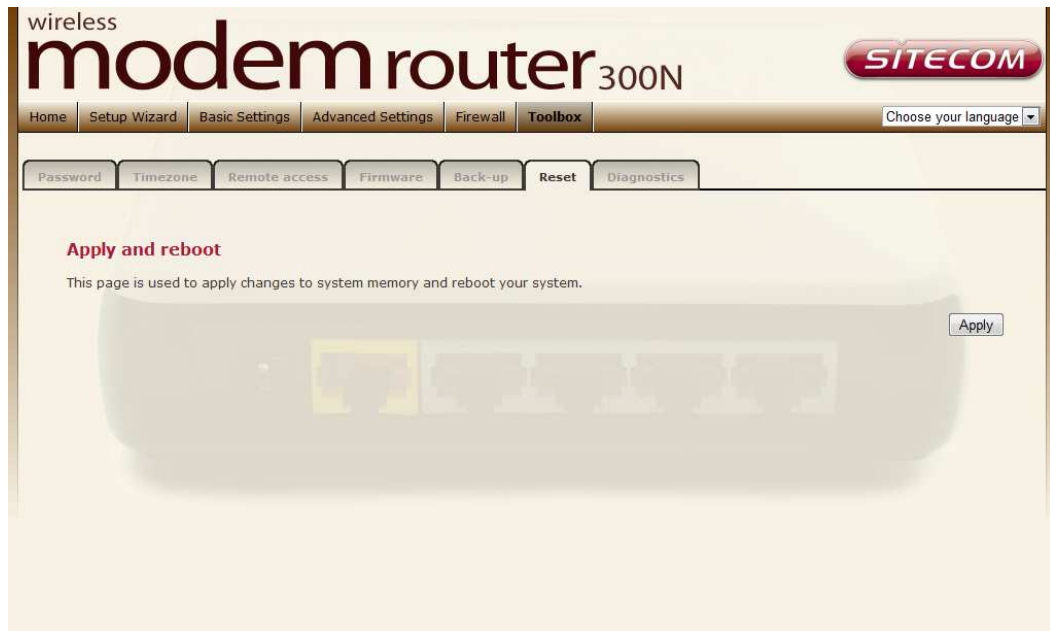 wireless
modem router 300N
SITECOM
Home Setup Wizard Basic Settings Advanced Settings Firewall Toolbox Choose your language
Password Timezone Remote access Firmware Back-up Reset Diagnostics
Apply and reboot
This page is used to apply changes to system memory and reboot your system.
Apply